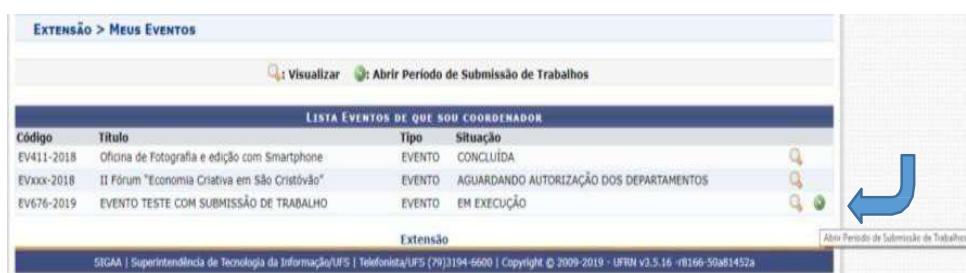 EXTENSÃO > MEUS EVENTOS
: Visualizar : Abrir Período de Submissão de Trabalhos
LISTA EVENTOS DE QUE SOU COORDENADOR
Código Título Tipo Situação
EV411-2018 Oficina de Fotografia e edição com Smartphone EVENTO CONCLUÍDA
EVxxx-2018 II Fórum "Economia Criativa em São Cristóvão" EVENTO AGUARDANDO AUTORIZAÇÃO DOS DEPARTAMENTOS
EV676-2019 EVENTO TESTE COM SUBMISSÃO DE TRABALHO EVENTO EM EXECUÇÃO
Abrir Período de Submissão de Trabalhos
Extensão
SIGAA | Superintendência de Tecnologia da Informação/UFS | Telefonista/UFS (79)3194-6600 | Copyright © 2009-2019 - UFRN v3.5.16 -r8166-50a81452a